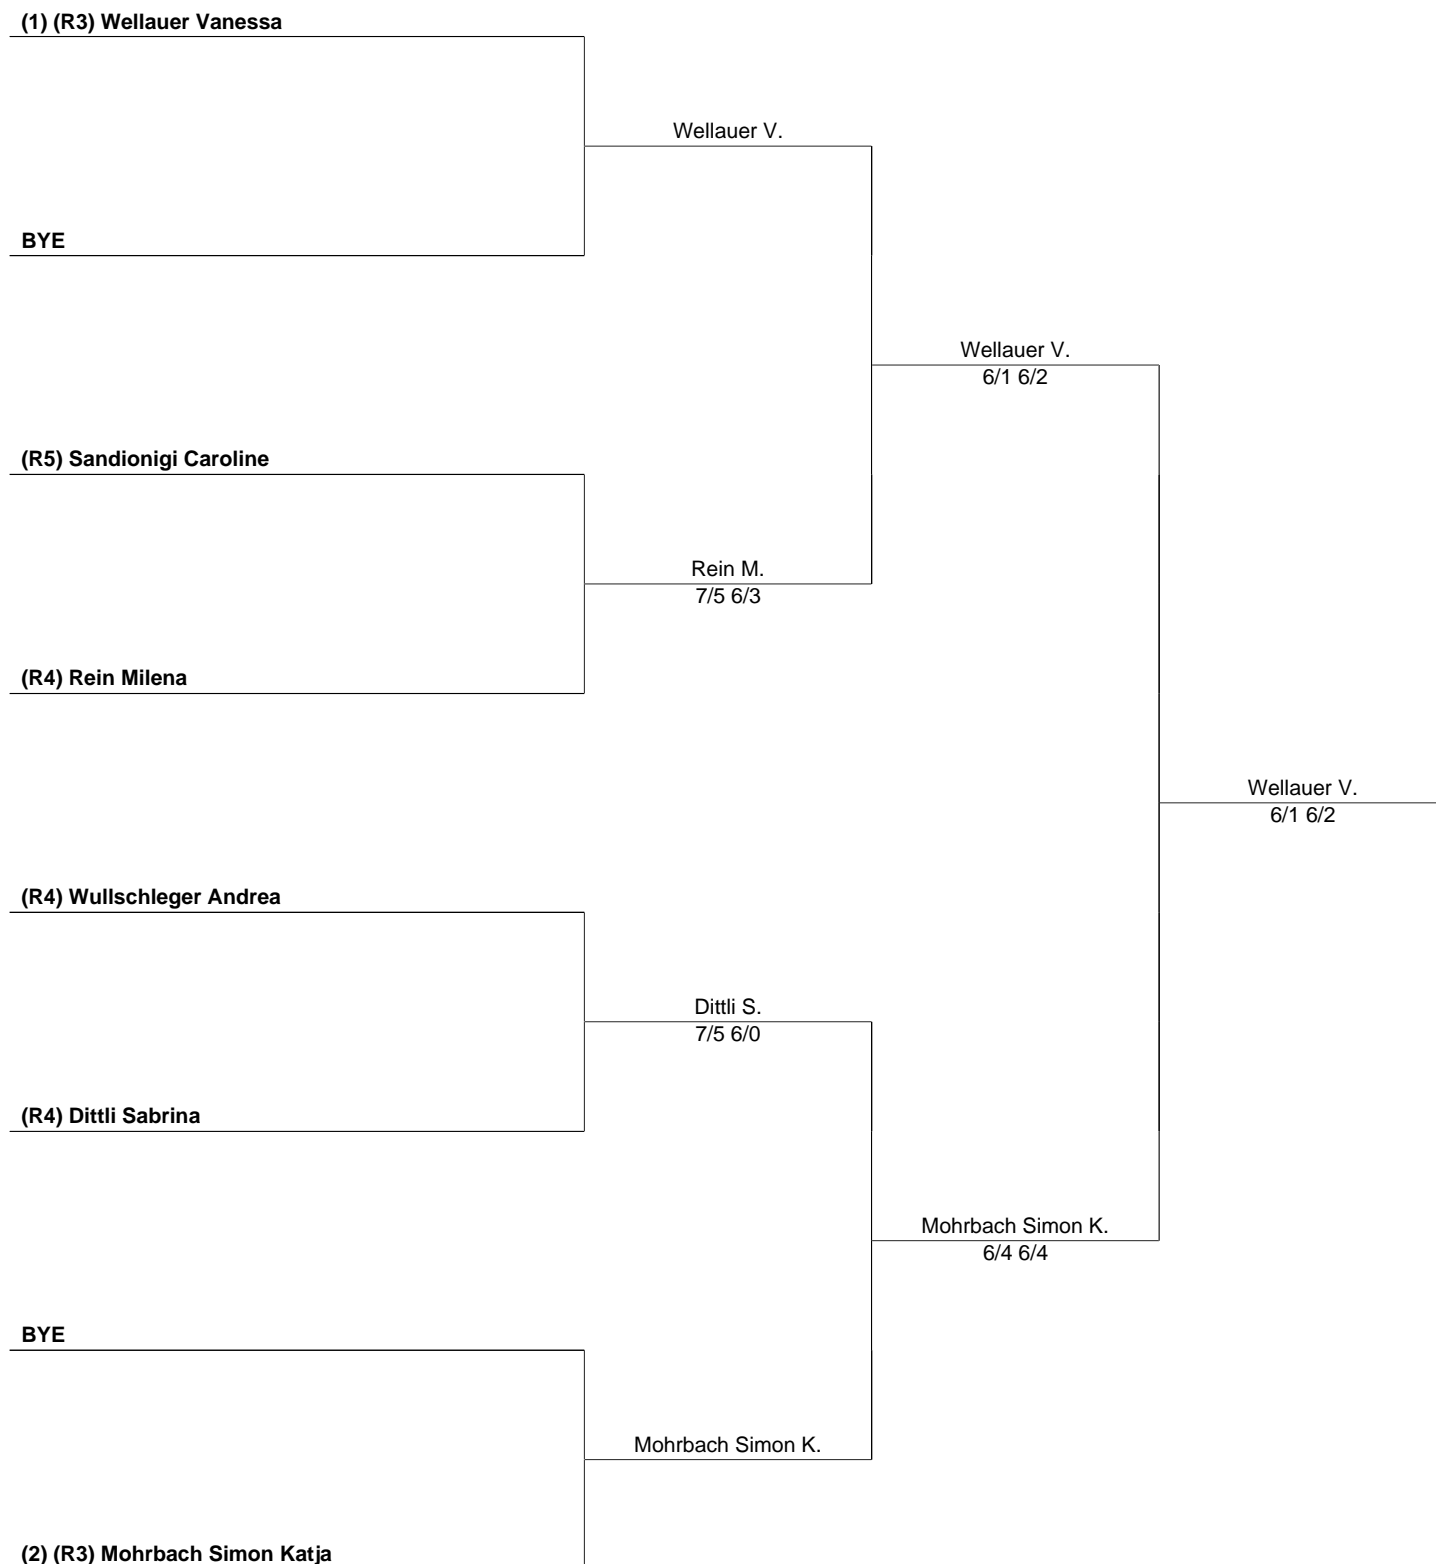 (1) (R3) Wellauer Vanessa
Wellauer V.
BYE
Wellauer V.
6/1 6/2
(R5) Sandionigi Caroline
Rein M.
7/5 6/3
(R4) Rein Milena
Wellauer V.
6/1 6/2
(R4) Wullschleger Andrea
Dittli S.
7/5 6/0
(R4) Dittli Sabrina
Mohrbach Simon K.
6/4 6/4
BYE
Mohrbach Simon K.
(2) (R3) Mohrbach Simon Katja